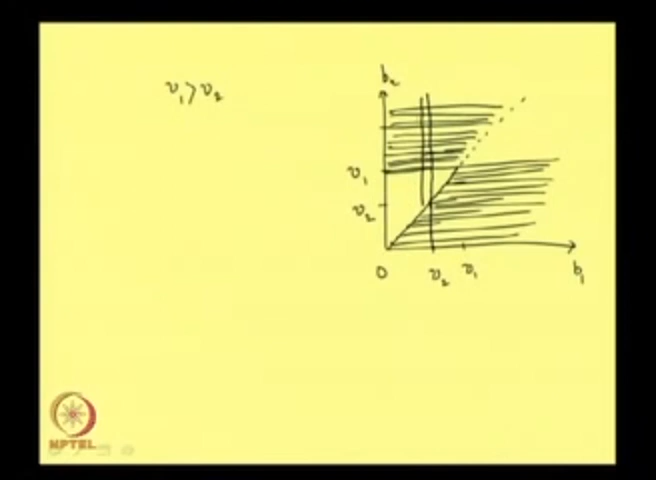 v₁ > v₂
b₂
v₁
v₂
0 v₂ v₁ b₁
NPTEL